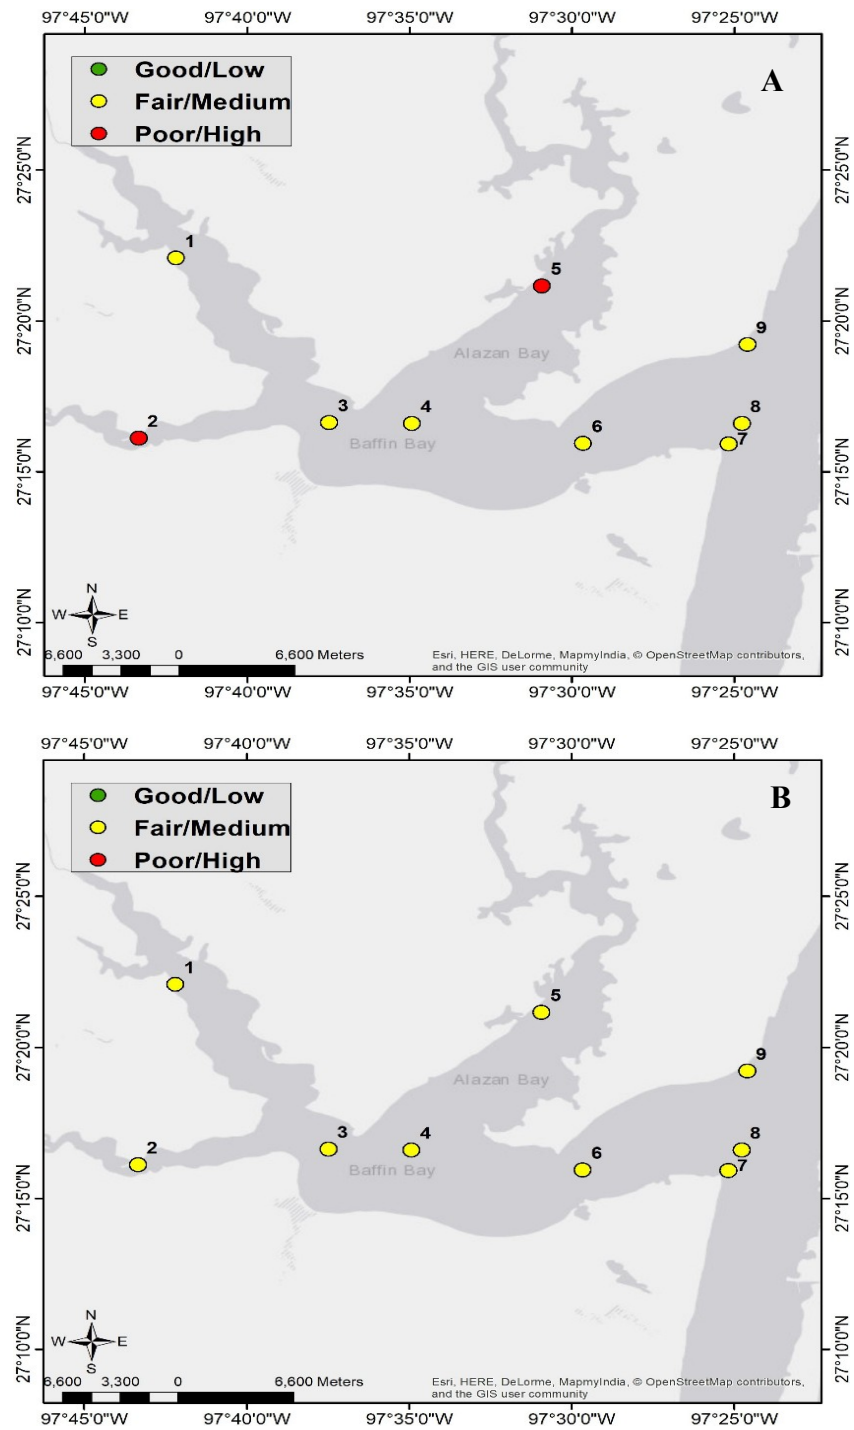 97°45'0"W 97°40'0"W 97°35'0"W 97°30'0"W 97°25'0"W
Good/Low
Fair/Medium
Poor/High
A
27°25'0"N 27°25'0"N
1
5
27°20'0"N 27°20'0"N
9
Alazan Bay
2
3
4
6
8
7
Baffin Bay
27°15'0"N 27°15'0"N
N
W E
S
27°10'0"N 27°10'0"N
6,600 3,300 0 6,600 Meters
Esri, HERE, DeLorme, MapmyIndia, © OpenStreetMap contributors,
and the GIS user community
97°45'0"W 97°40'0"W 97°35'0"W 97°30'0"W 97°25'0"W
97°45'0"W 97°40'0"W 97°35'0"W 97°30'0"W 97°25'0"W
Good/Low
Fair/Medium
Poor/High
B
27°25'0"N 27°25'0"N
1
5
27°20'0"N 27°20'0"N
9
Alazan Bay
2
3
4
6
8
7
Baffin Bay
27°15'0"N 27°15'0"N
N
W E
S
27°10'0"N 27°10'0"N
6,600 3,300 0 6,600 Meters
Esri, HERE, DeLorme, MapmyIndia, © OpenStreetMap contributors,
and the GIS user community
97°45'0"W 97°40'0"W 97°35'0"W 97°30'0"W 97°25'0"W